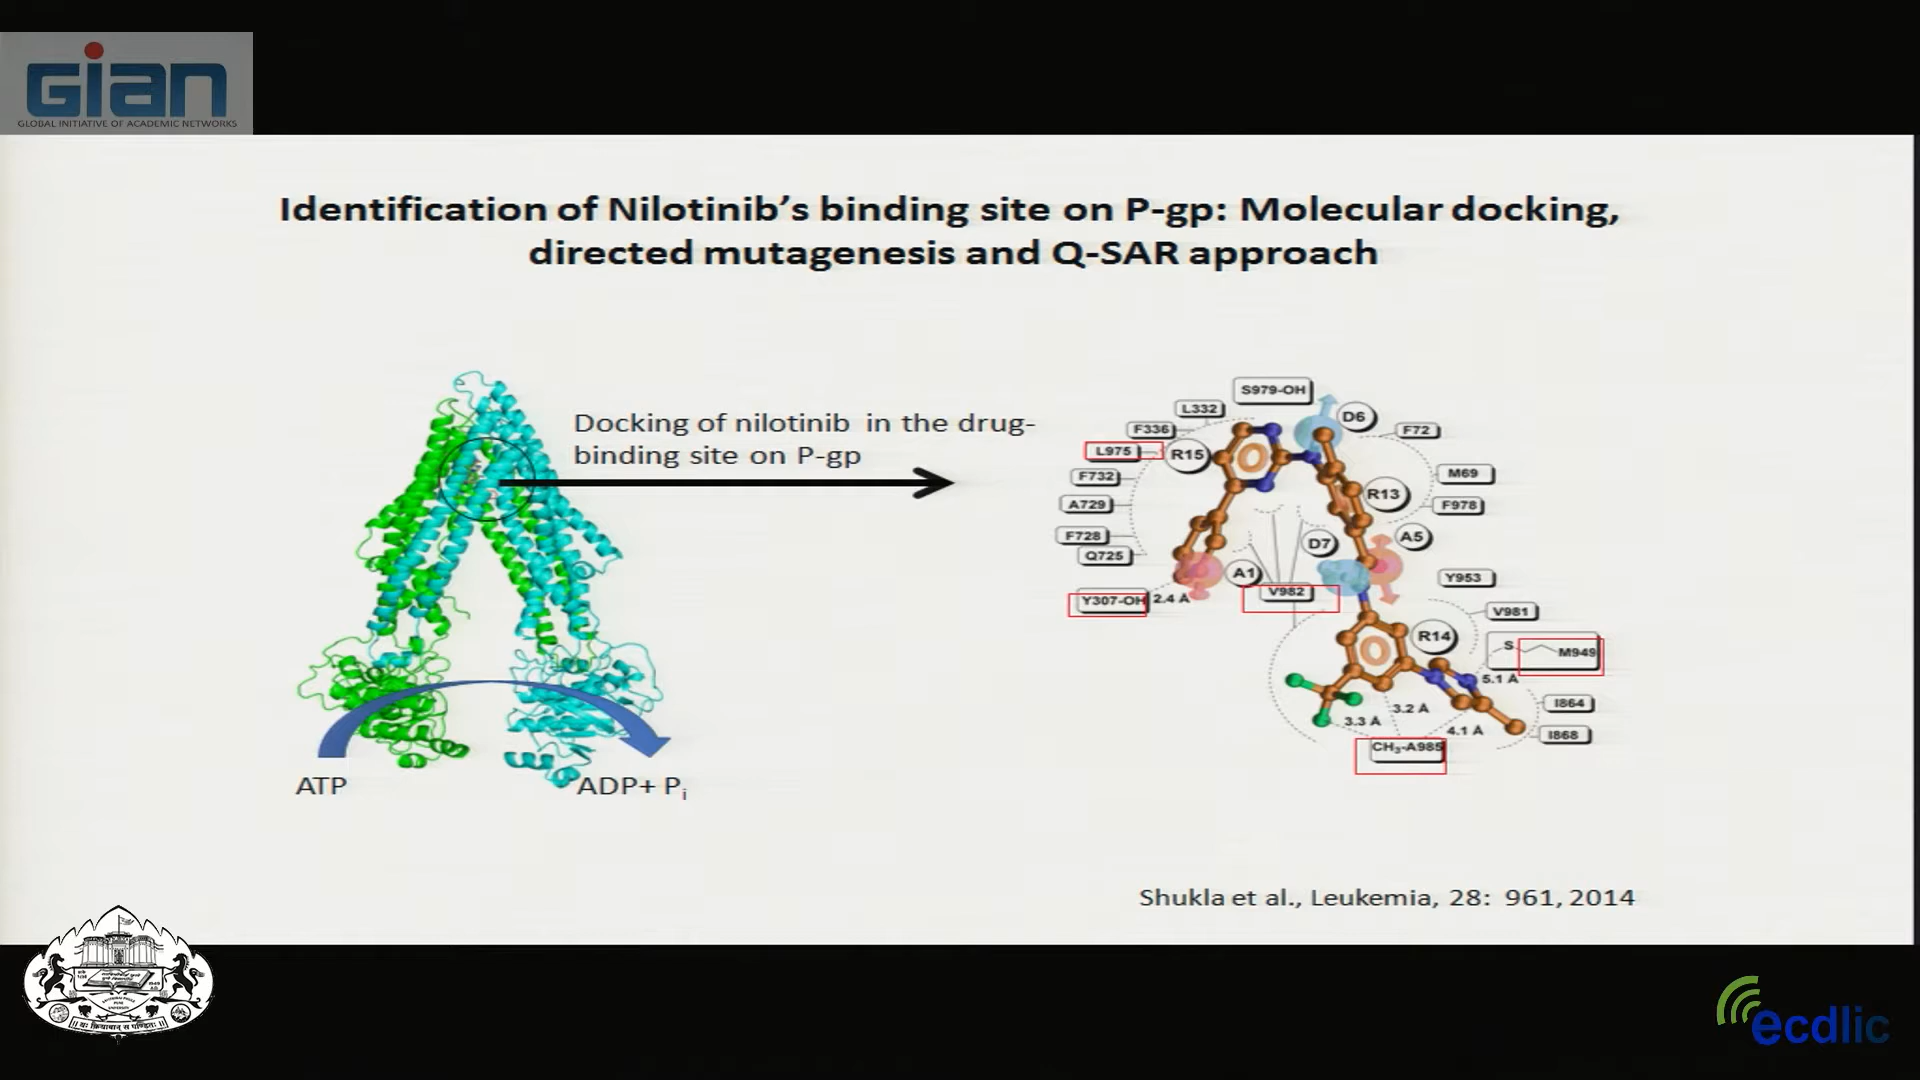 GIAN
GLOBAL INITIATIVE OF ACADEMIC NETWORKS
Identification of Nilotinib's binding site on P-gp: Molecular docking,
directed mutagenesis and Q-SAR approach
Docking of nilotinib in the drug-
binding site on P-gp
ATP
ADP+ Pi
S979-OH
L332
D6
F336
F72
L975
R15
F732
M69
R13
A729
F978
F728
D7
A5
Q725
A1
Y953
Y307-OH
2.4 Å
V982
V981
R14
S
M949
5.1 Å
I864
3.2 Å
3.3 Å
4.1 Å
I868
CH3-A985
Shukla et al., Leukemia, 28: 961, 2014
ecdlic